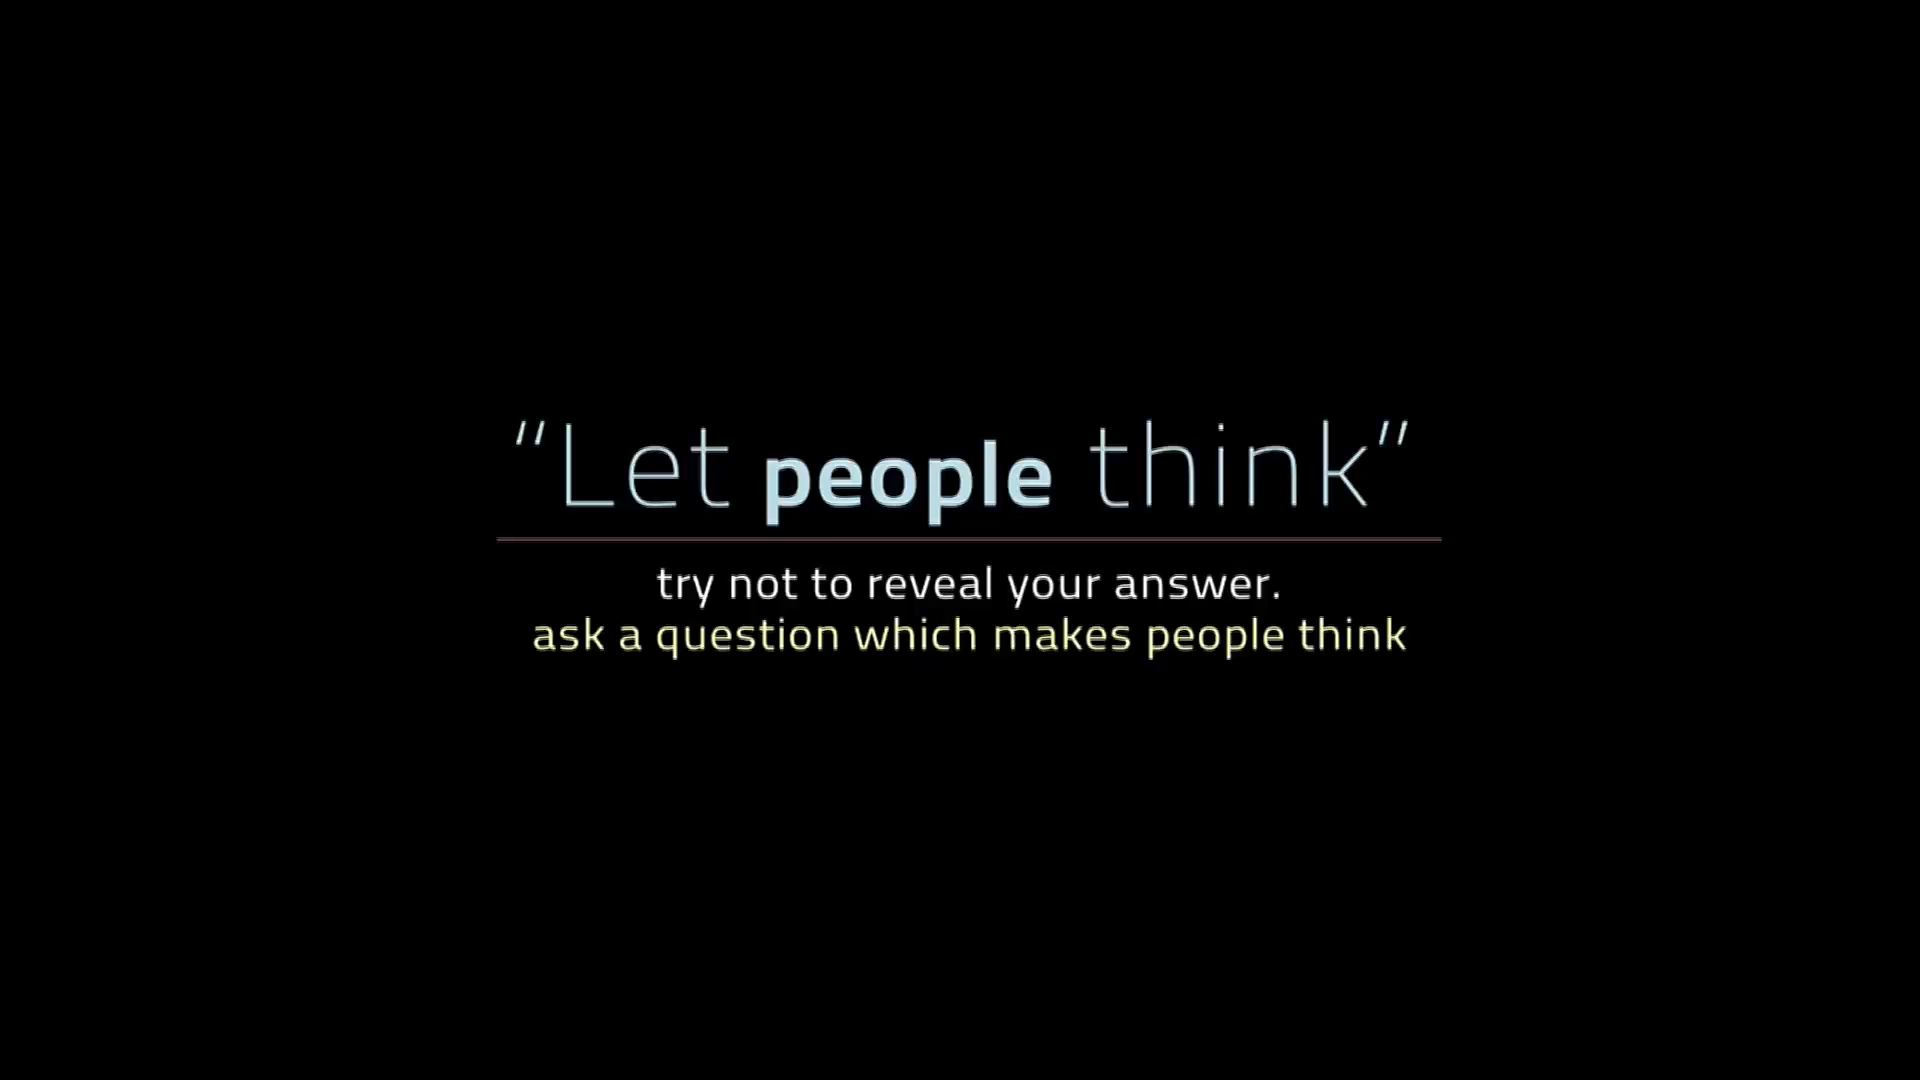 “Let people think”
try not to reveal your answer.
ask a question which makes people think